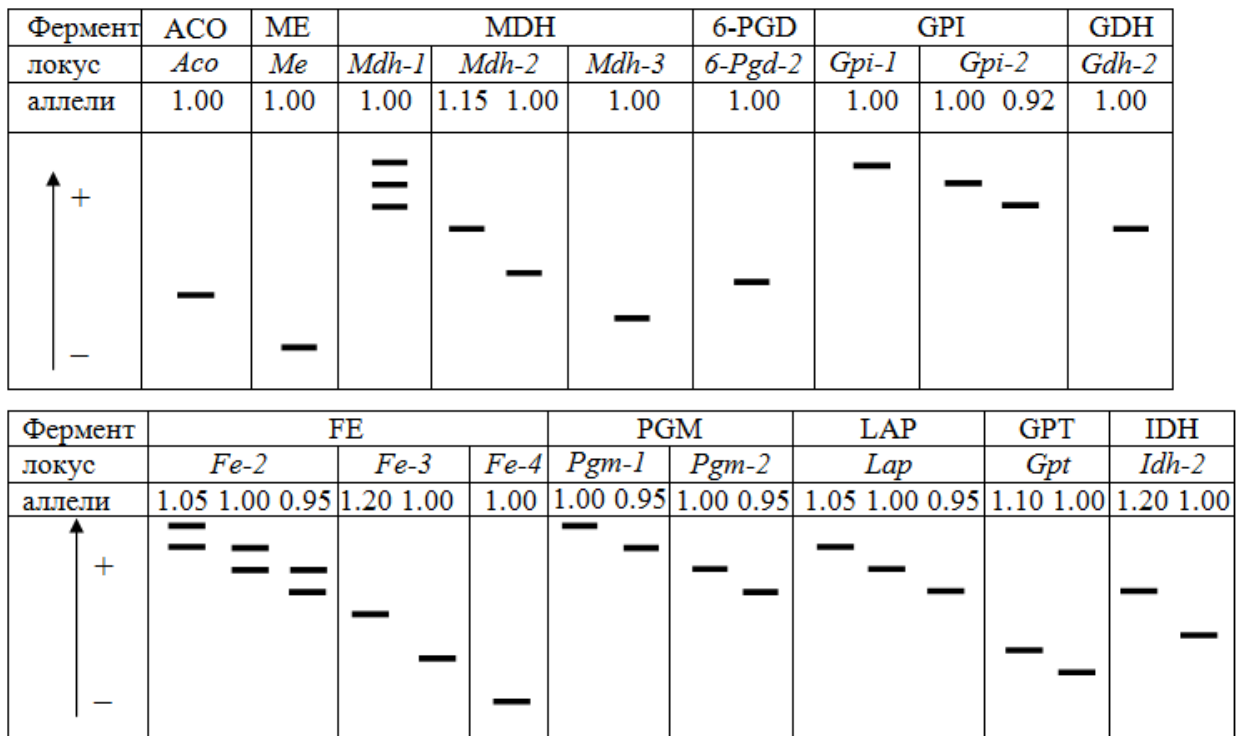 Фермент ACO ME MDH 6-PGD GPI GDH
локус Aco Me Mdh-1 Mdh-2 Mdh-3 6-Pgd-2 Gpi-1 Gpi-2 Gdh-2
аллели 1.00 1.00 1.00 1.15 1.00 1.00 1.00 1.00 1.00 0.92 1.00
+
–
Фермент FE PGM LAP GPT IDH
локус Fe-2 Fe-3 Fe-4 Pgm-1 Pgm-2 Lap Gpt Idh-2
аллели 1.05 1.00 0.95 1.20 1.00 1.00 1.00 0.95 1.00 0.95 1.05 1.00 0.95 1.10 1.00 1.20 1.00
+
–